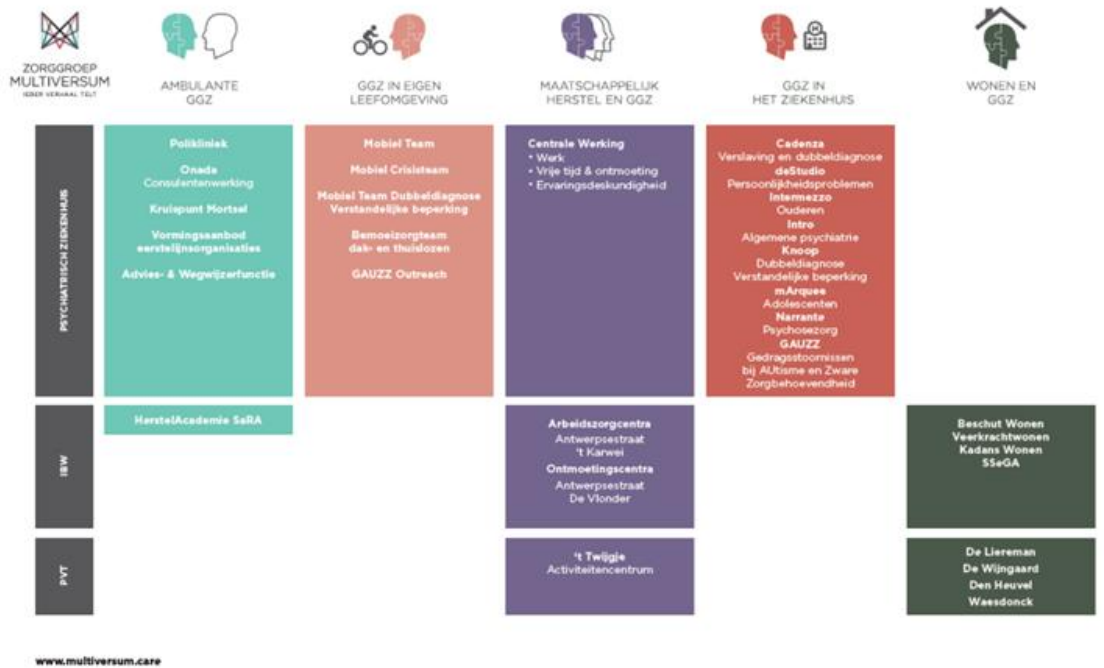 ZORGGROEP
MULTIVERSUM
IEDER VERHAAL TELT
AMBULANTE
GGZ
GGZ IN EIGEN
LEEFOMGEVING
MAATSCHAPPELIJK
HERSTEL EN GGZ
GGZ IN
HET ZIEKENHUIS
WONEN EN
GGZ
PSYCHIATRISCH ZIEKENHUIS
Polikliniek
Onada
Consulentenwerking
Kruispunt Mortsel
Vormingsaanbod
eerstelijnsorganisaties
Advies- & Wegwijzerfunctie
Mobiel Team
Mobiel Crisisteam
Mobiel Team Dubbeldiagnose
Verstandelijke beperking
Bemoeizorgteam
dak- en thuislozen
GAUZZ Outreach
Centrale Werking
• Werk
• Vrije tijd & ontmoeting
• Ervaringsdeskundigheid
Cadenza
Verslaving en dubbeldiagnose
deStudio
Persoonlijkheidsproblemen
Intermezzo
Ouderen
Intro
Algemene psychiatrie
Knoop
Dubbeldiagnose
Verstandelijke beperking
mArquee
Adolescenten
Narrante
Psychosezorg
GAUZZ
Gedragsstoornissen
bij AUtisme en Zware
Zorgbehoevendheid
IBW
HerstelAcademie SaRA
Arbeidszorgcentra
Antwerpsestraat
't Karwei
Ontmoetingscentra
Antwerpsestraat
De Vlonder
Beschut Wonen
Veerkrachtwonen
Kadans Wonen
SSeGA
PVT
't Twijgje
Activiteitencentrum
De Liereman
De Wijngaard
Den Heuvel
Waesdonck
www.multiversum.care